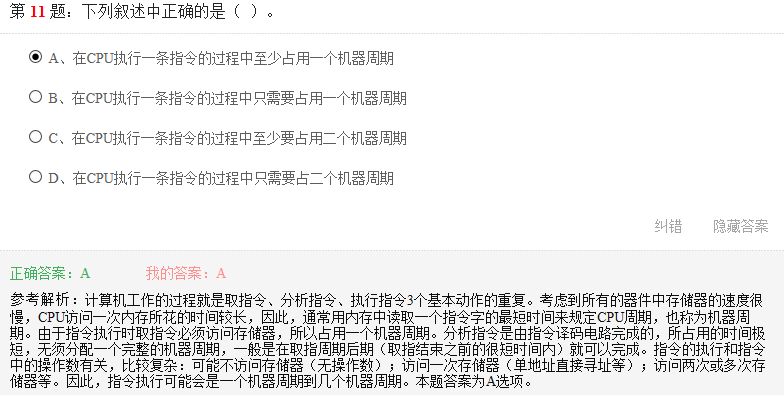 第 11 题：下列叙述中正确的是（ ）。
A、在CPU执行一条指令的过程中至少占用一个机器周期
B、在CPU执行一条指令的过程中只需要占用一个机器周期
C、在CPU执行一条指令的过程中至少要占用二个机器周期
D、在CPU执行一条指令的过程中只需要占二个机器周期
纠错 隐藏答案
正确答案：A 我的答案：A
参考解析：计算机工作的过程就是取指令、分析指令、执行指令3个基本动作的重复。考虑到所有的器件中存储器的速度很
慢，CPU访问一次内存所花的时间较长，因此，通常用内存中读取一个指令字的最短时间来规定CPU周期，也称为机器周
期。由于指令执行时取指令必须访问存储器，所以占用一个机器周期。分析指令是由指令译码电路完成的，所占用的时间极
短，无须分配一个完整的机器周期，一般是在取指周期后期（取指结束之前的很短时间内）就可以完成。指令的执行和指令
中的操作数有关，比较复杂：可能不访问存储器（无操作数）；访问一次存储器（单地址直接寻址等）；访问两次或多次存
储器等。因此，指令执行可能会是一个机器周期到几个机器周期。本题答案为A选项。